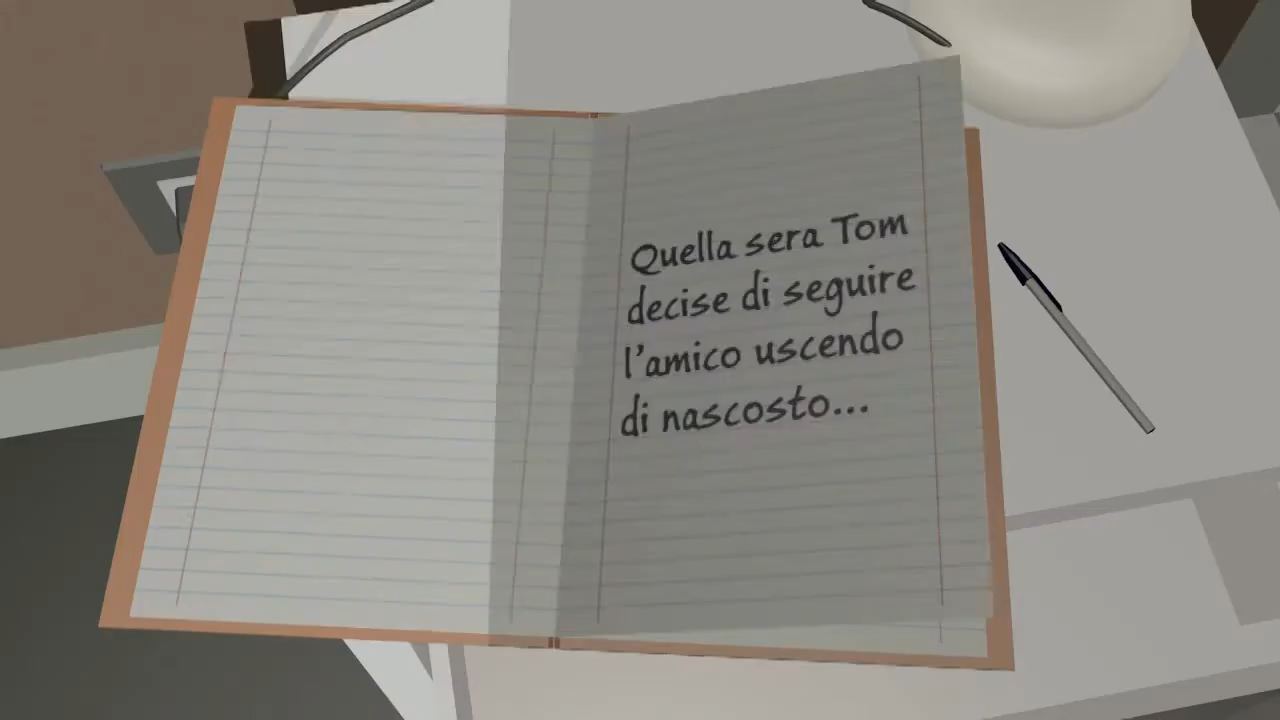 Quella sera Tom
decise di seguire
l'amico uscendo
di nascosto...